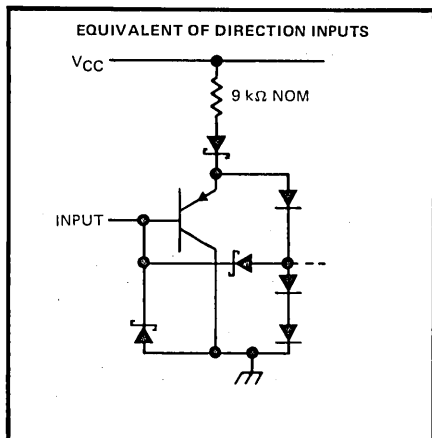 EQUIVALENT OF DIRECTION INPUTS
VCC
9 kΩ NOM
INPUT